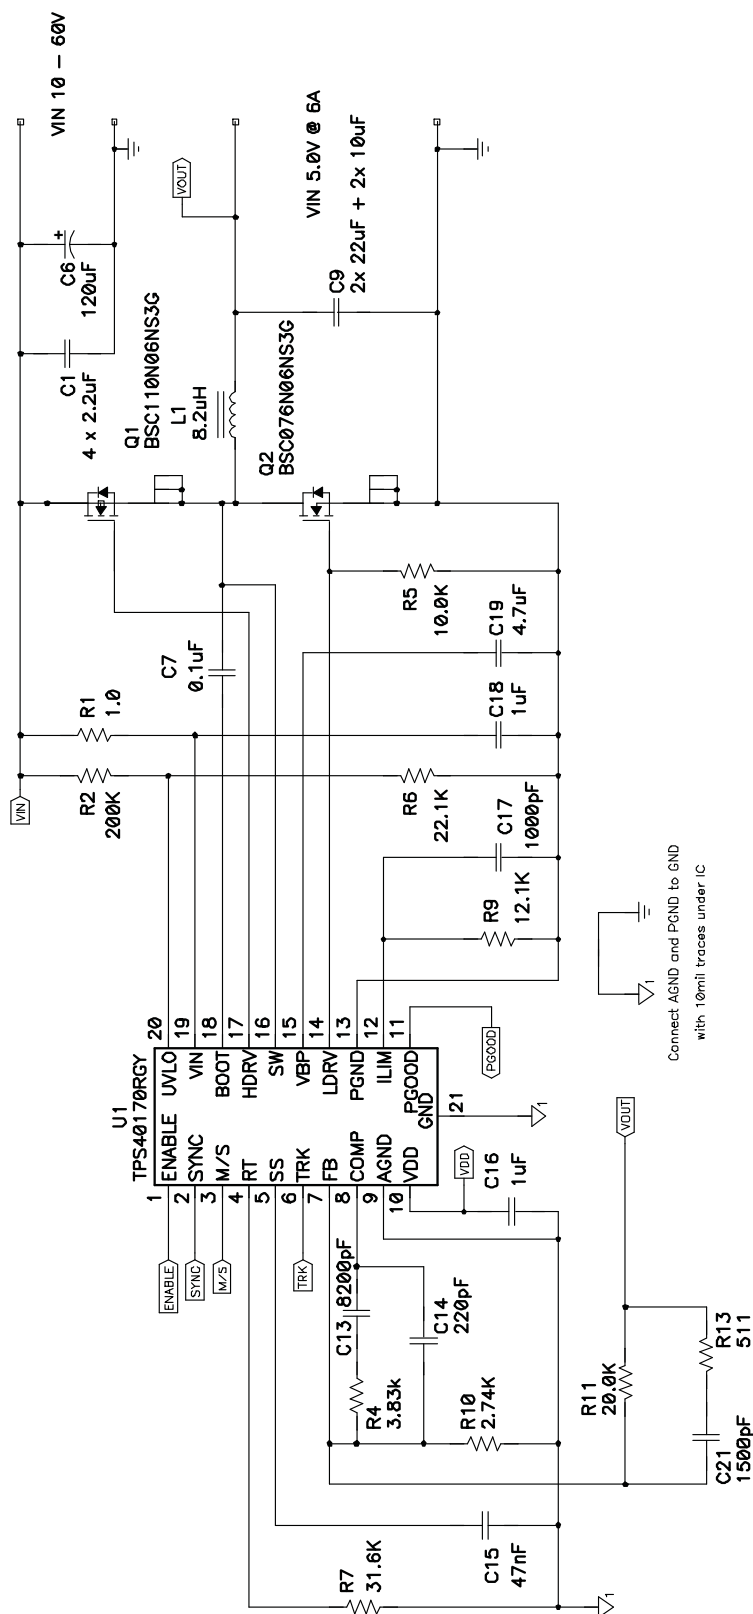 VIN 10 - 60V
C6
120uF
+
C1
4 x 2.2uF
VOUT
VIN 5.0V @ 6A
C9
2x 22uF + 2x 10uF
Q1
BSC110N06NS3G
L1
8.2uH
Q2
BSC076N06NS3G
R5
10.0K
C19
4.7uF
C7
0.1uF
C18
1uF
R1
1.0
VIN
R2
200K
R6
22.1K
C17
1000pF
R9
12.1K
Connect AGND and PGND to GND
with 10mil traces under IC
1
U1
TPS40170RGY
1
ENABLE
UVLO
20
2
SYNC
VIN
19
3
M/S
BOOT
18
4
RT
HDRV
17
5
SS
SW
16
6
TRK
VBP
15
7
FB
LDRV
14
8
COMP
PGND
13
9
AGND
ILIM
12
10
VDD
PGOOD
11
GND
21
PGOOD
1
ENABLE
SYNC
M/S
TRK
VDD
C16
1uF
C13
8200pF
C14
220pF
R4
3.83k
R10
2.74K
VOUT
R11
20.0K
R13
511
C21
1500pF
C15
47nF
R7
31.6K
1